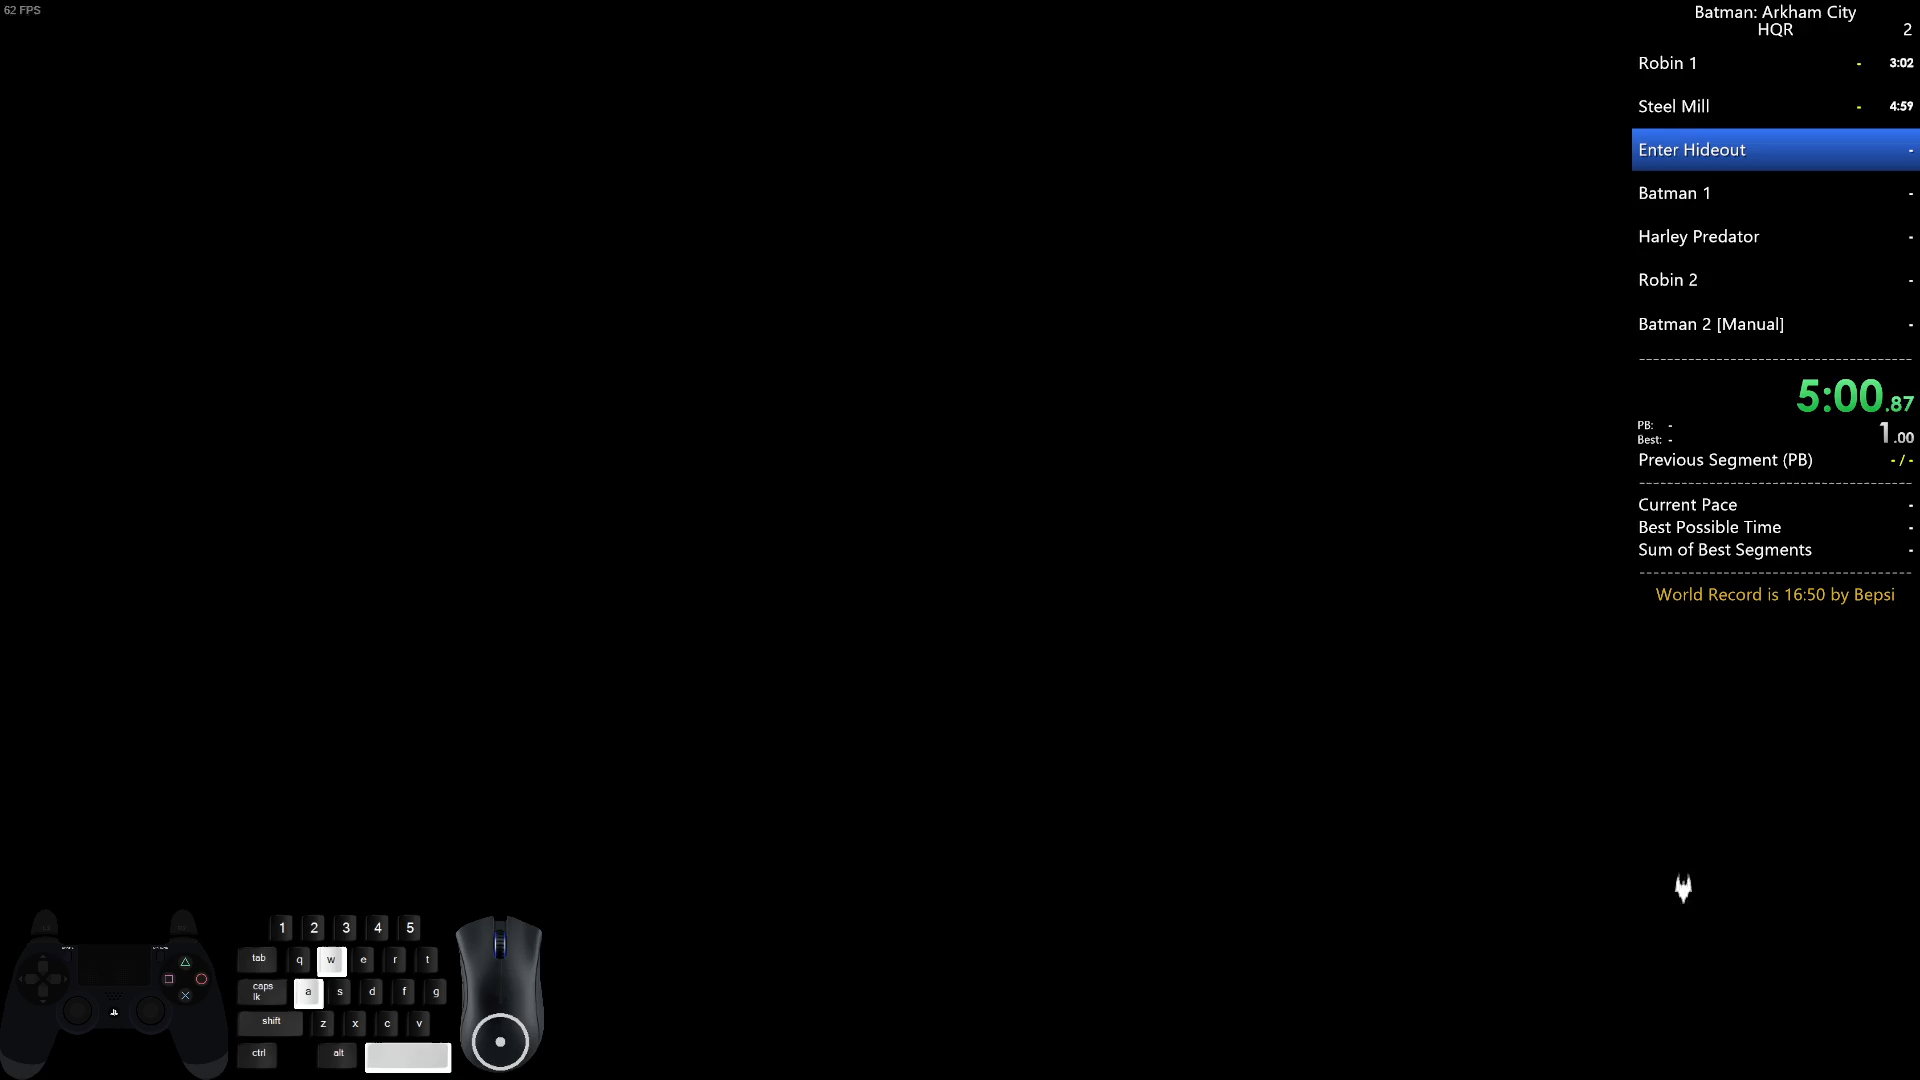 62 FPS
Batman: Arkham City
HQR 2
Robin 1 - 3:02
Steel Mill - 4:59
Enter Hideout -
Batman 1 -
Harley Predator -
Robin 2 -
Batman 2 [Manual] -
5:00.87
PB: -
1.00
Best: -
Previous Segment (PB) - / -
Current Pace -
Best Possible Time -
Sum of Best Segments -
World Record is 16:50 by Bepsi
1 2 3 4 5
tab q w e r t
caps lk a s d f g
shift z x c v
ctrl alt